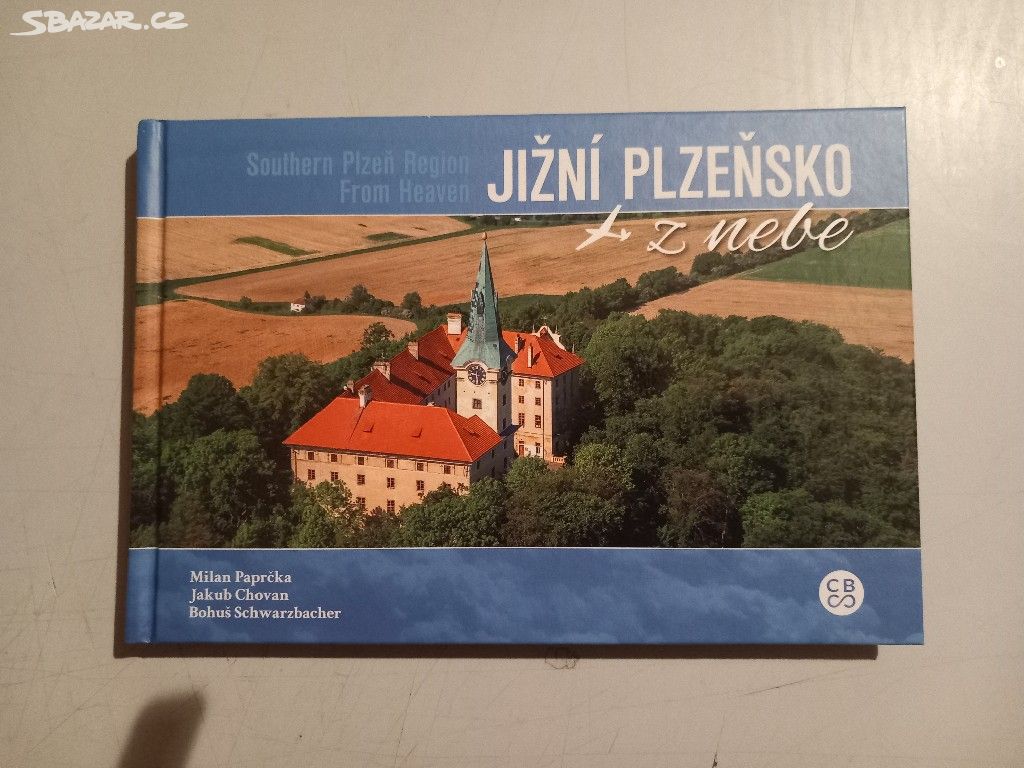 SBAZAR.CZ
Southern Plzeň Region
From Heaven
JIŽNÍ PLZEŇSKO
z nebe
Milan Paprčka
Jakub Chovan
Bohuš Schwarzbacher
CB